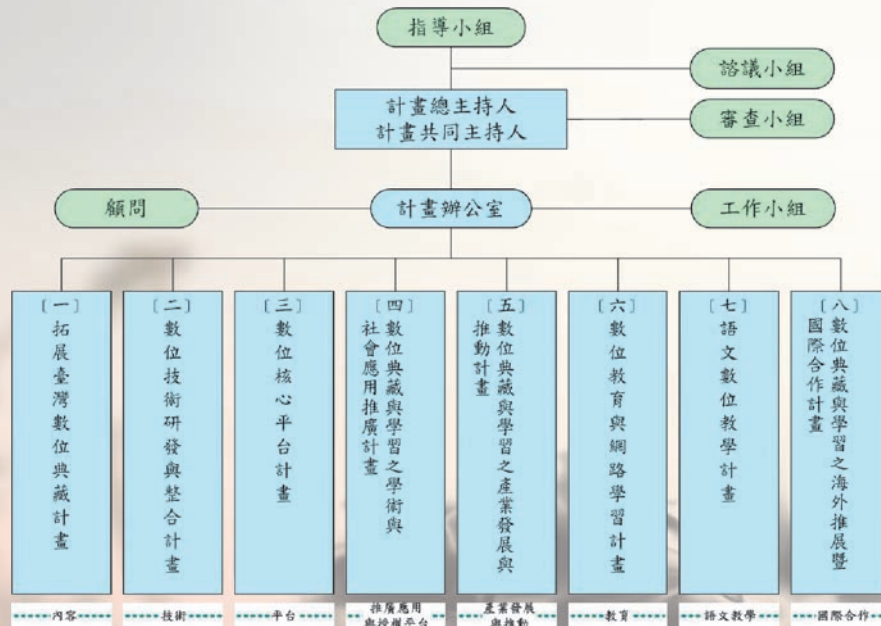 指導小組
諮議小組
計畫總主持人
計畫共同主持人
審查小組
顧問
計畫辦公室
工作小組
〔一〕拓展臺灣數位典藏計畫
〔二〕數位技術研發與整合計畫
〔三〕數位核心平台計畫
〔四〕數位典藏與學習之學術與
社會應用推廣計畫
〔五〕數位典藏與學習之產業發展與
推動計畫
〔六〕數位教育與網路學習計畫
〔七〕語文數位教學計畫
〔八〕數位典藏與學習之海外推展暨
國際合作計畫
內容
技術
平台
推廣應用
與授權平台
產業發展
與推動
教育
語文教學
國際合作